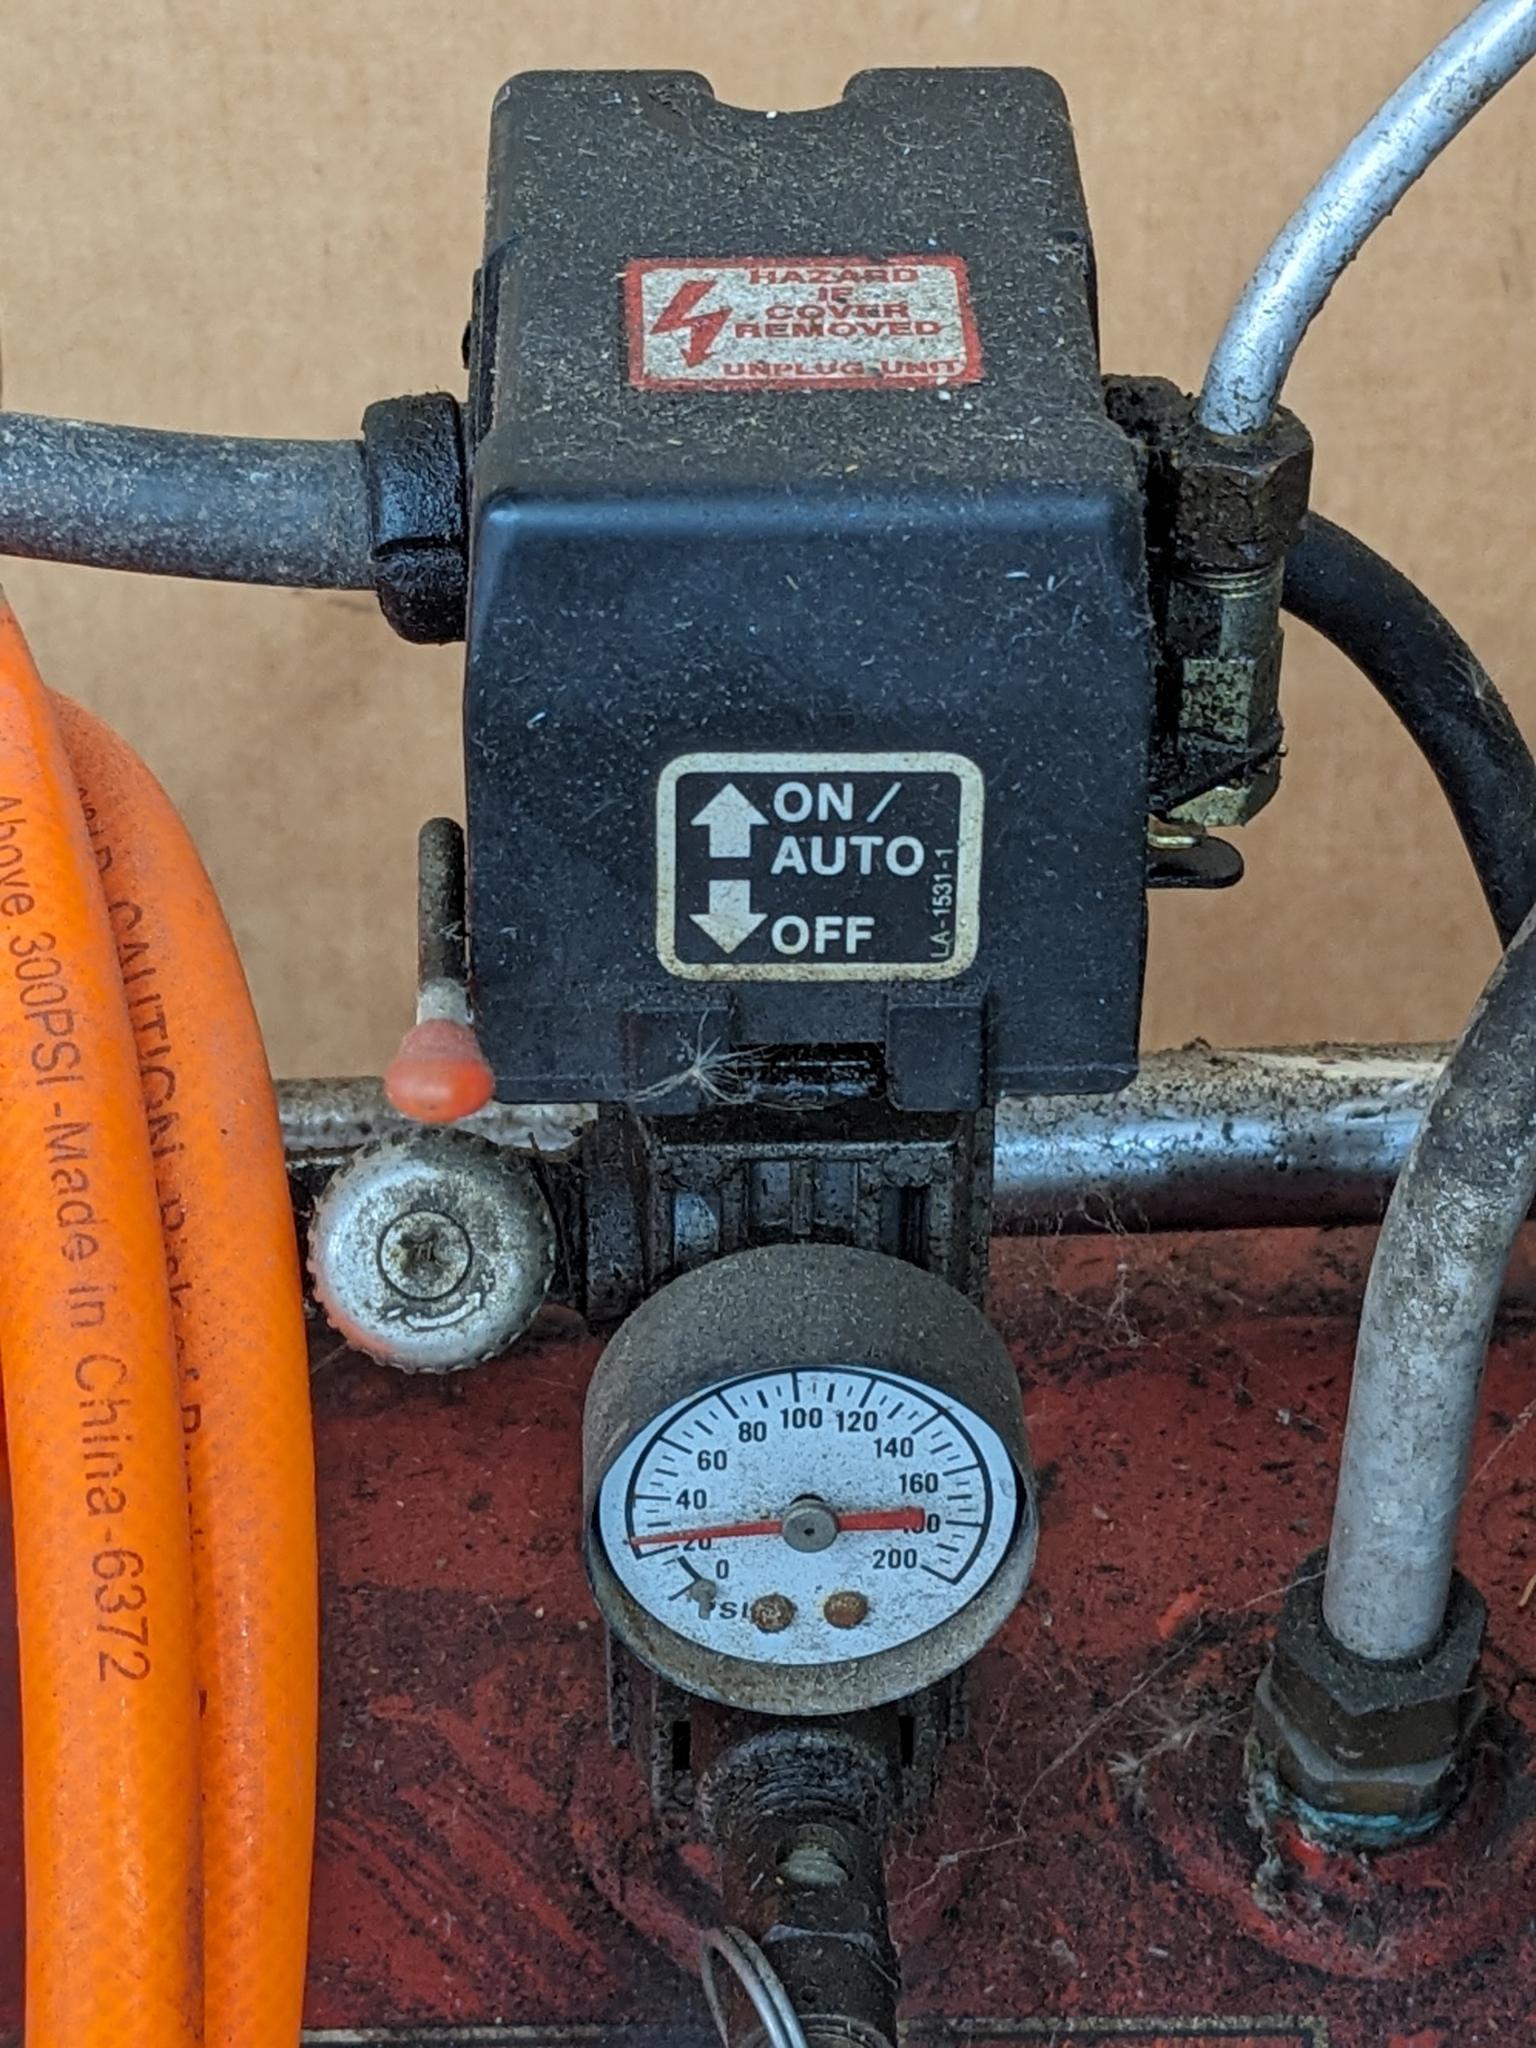 HAZARD
IF
COVER
REMOVED
UNPLUG UNIT
ON /
AUTO
OFF
LA-1531-1
Above 300PSI-Made in China-6372
CAUTION
0
20
40
60
80
100
120
140
160
180
200
PSI